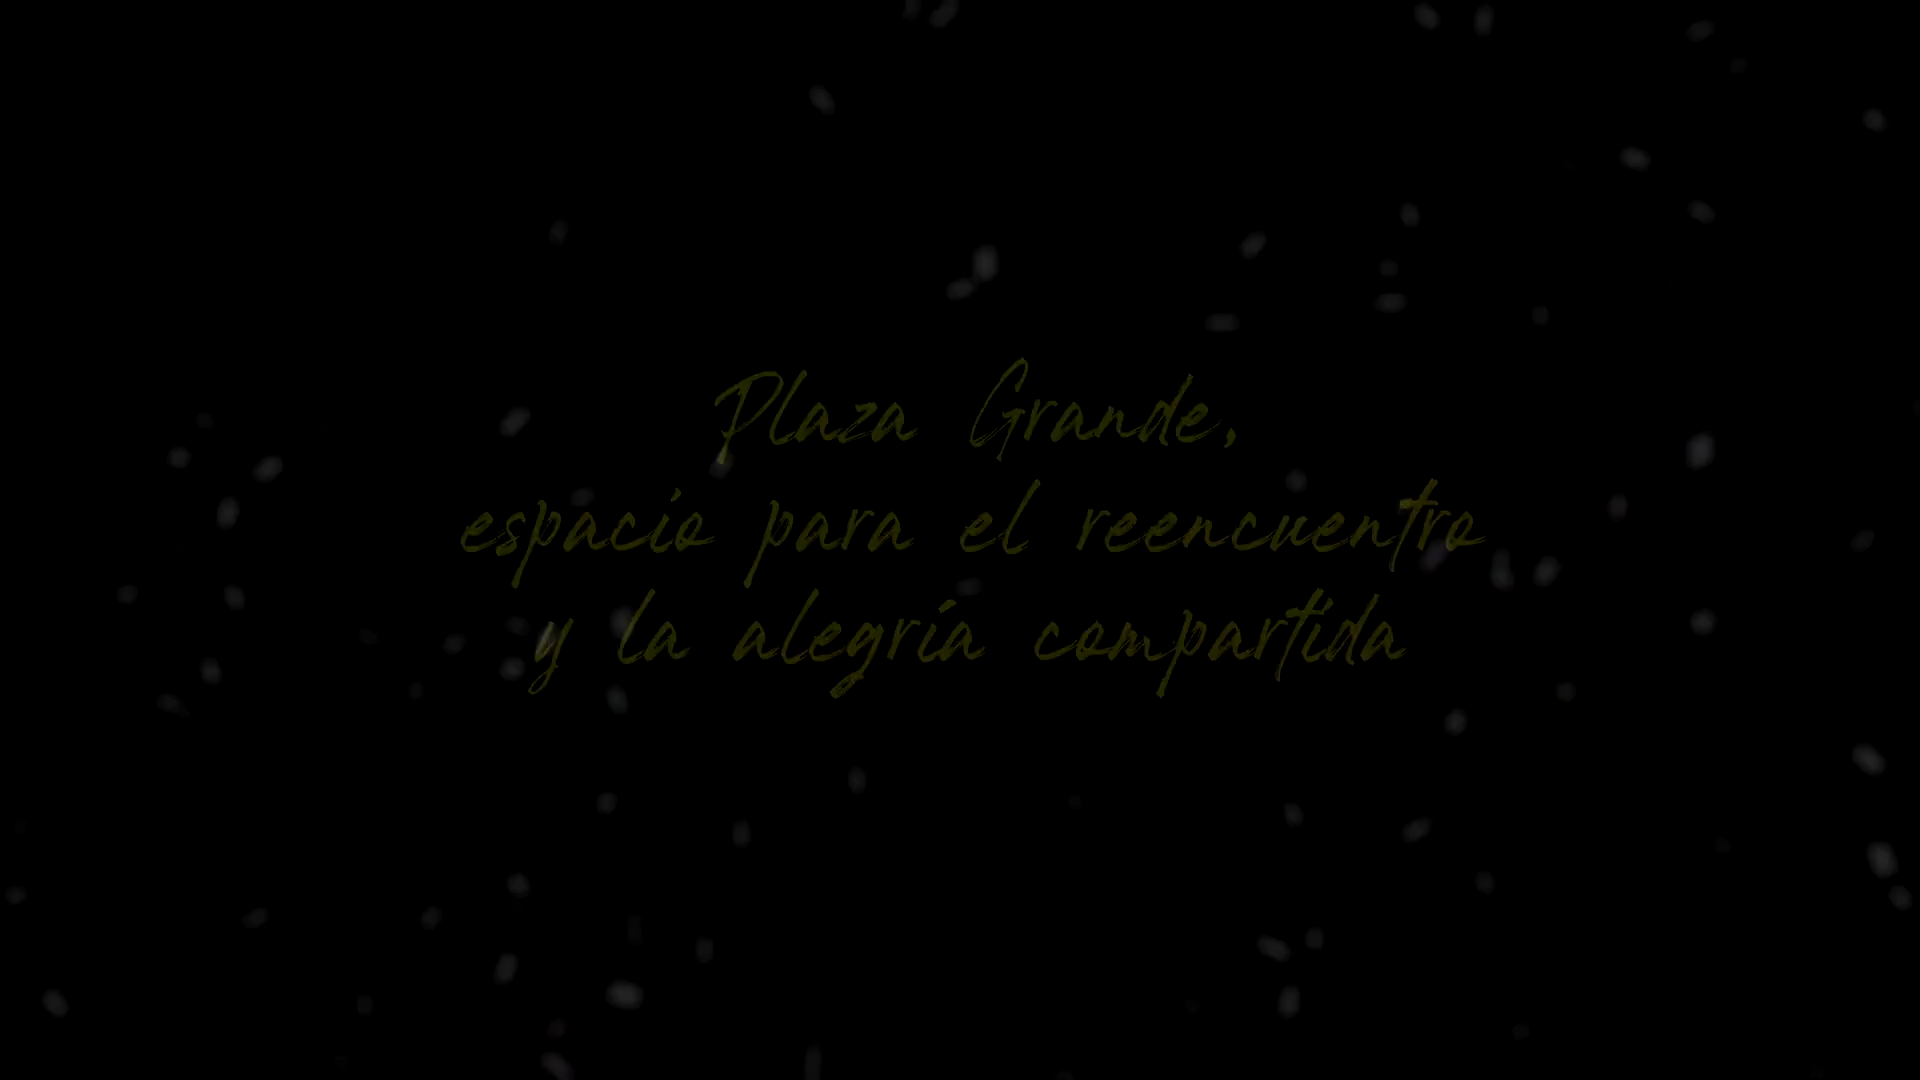 Plaza Grande,
espacio para el reencuentro
y la alegría compartida